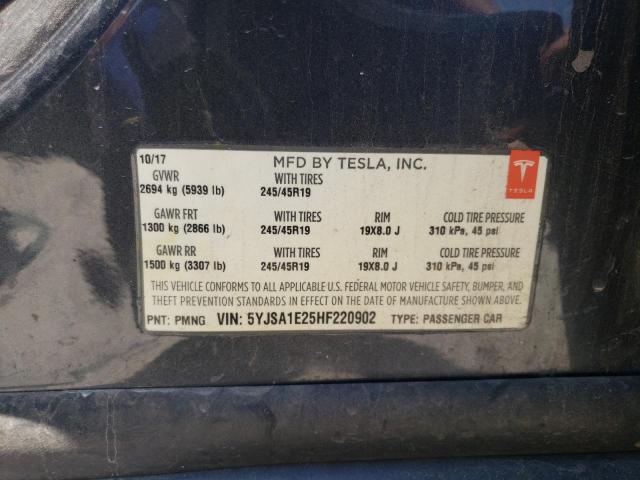 10/17 MFD BY TESLA, INC.
GVWR WITH TIRES
2694 kg (5939 lb) 245/45R19
TESLA
GAWR FRT WITH TIRES RIM COLD TIRE PRESSURE
1300 kg (2866 lb) 245/45R19 19X8.0 J 310 kPa, 45 psi
GAWR RR WITH TIRES RIM COLD TIRE PRESSURE
1500 kg (3307 lb) 245/45R19 19X8.0 J 310 kPa, 45 psi
THIS VEHICLE CONFORMS TO ALL APPLICABLE U.S. FEDERAL MOTOR VEHICLE SAFETY, BUMPER, AND
THEFT PREVENTION STANDARDS IN EFFECT ON THE DATE OF MANUFACTURE SHOWN ABOVE.
PNT: PMNG VIN: 5YJSA1E25HF220902 TYPE: PASSENGER CAR